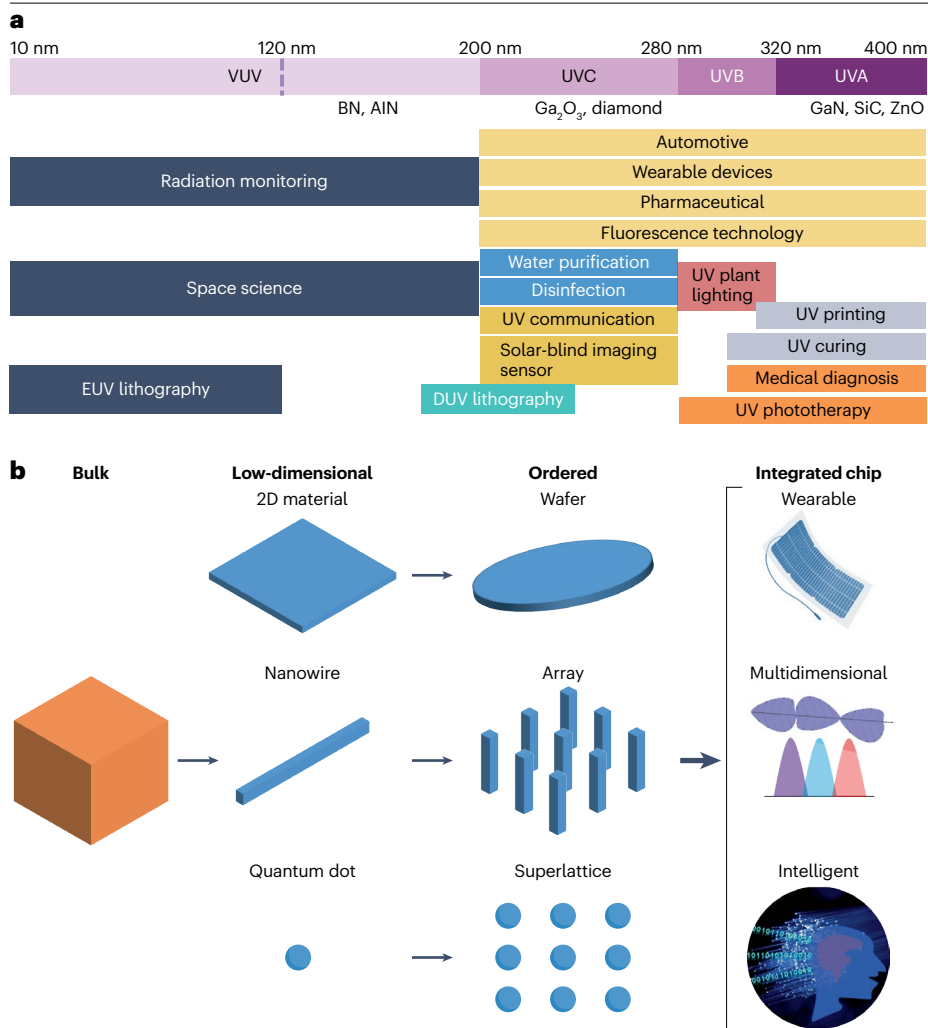 a
10 nm 120 nm 200 nm 280 nm 320 nm 400 nm
VUV UVC UVB UVA
BN, AlN Ga₂O₃, diamond GaN, SiC, ZnO
Automotive
Radiation monitoring
Wearable devices
Pharmaceutical
Fluorescence technology
Space science
Water purification
Disinfection
UV plant
lighting
UV communication
UV printing
Solar-blind imaging
sensor
UV curing
EUV lithography
Medical diagnosis
DUV lithography
UV phototherapy
b
Bulk Low-dimensional Ordered Integrated chip
2D material Wafer Wearable
Nanowire Array Multidimensional
Quantum dot Superlattice Intelligent